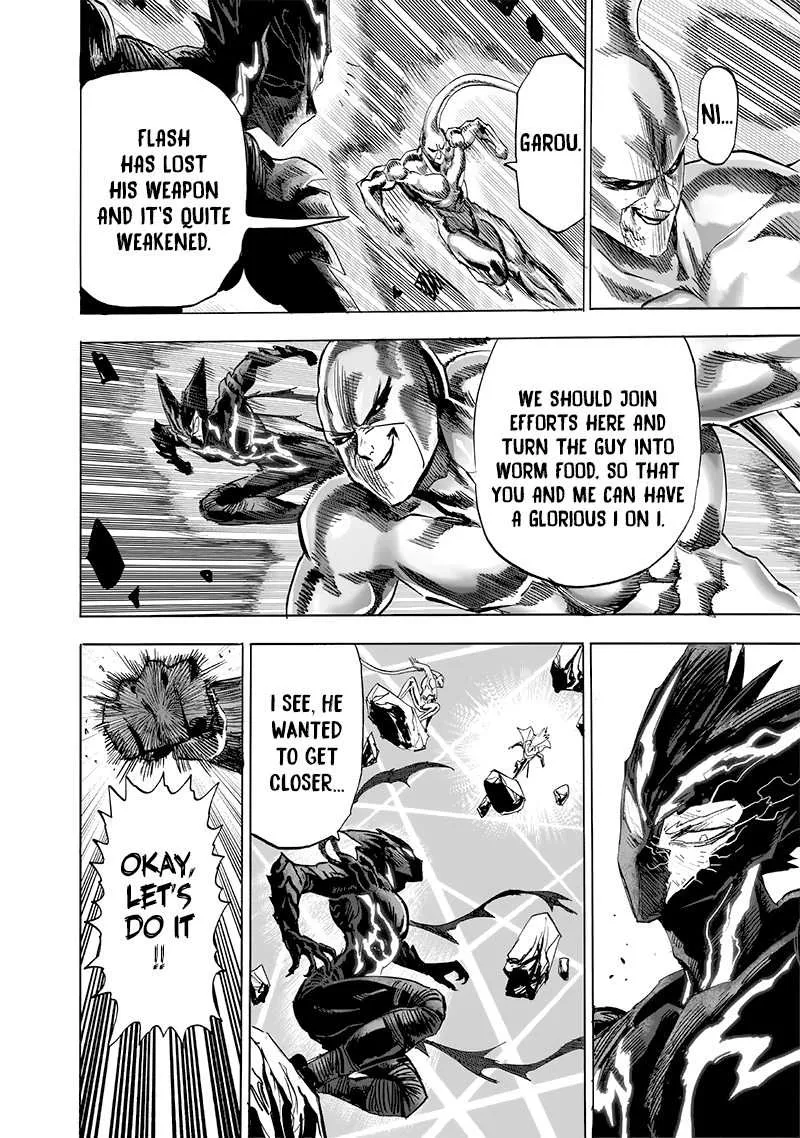 NI...
GAROU.
FLASH
HAS LOST
HIS WEAPON
AND IT'S QUITE
WEAKENED.
WE SHOULD JOIN
EFFORTS HERE AND
TURN THE GUY INTO
WORM FOOD, SO THAT
YOU AND ME CAN HAVE
A GLORIOUS 1 ON 1.
I SEE, HE
WANTED
TO GET
CLOSER...
OKAY,
LET'S
DO IT
!!